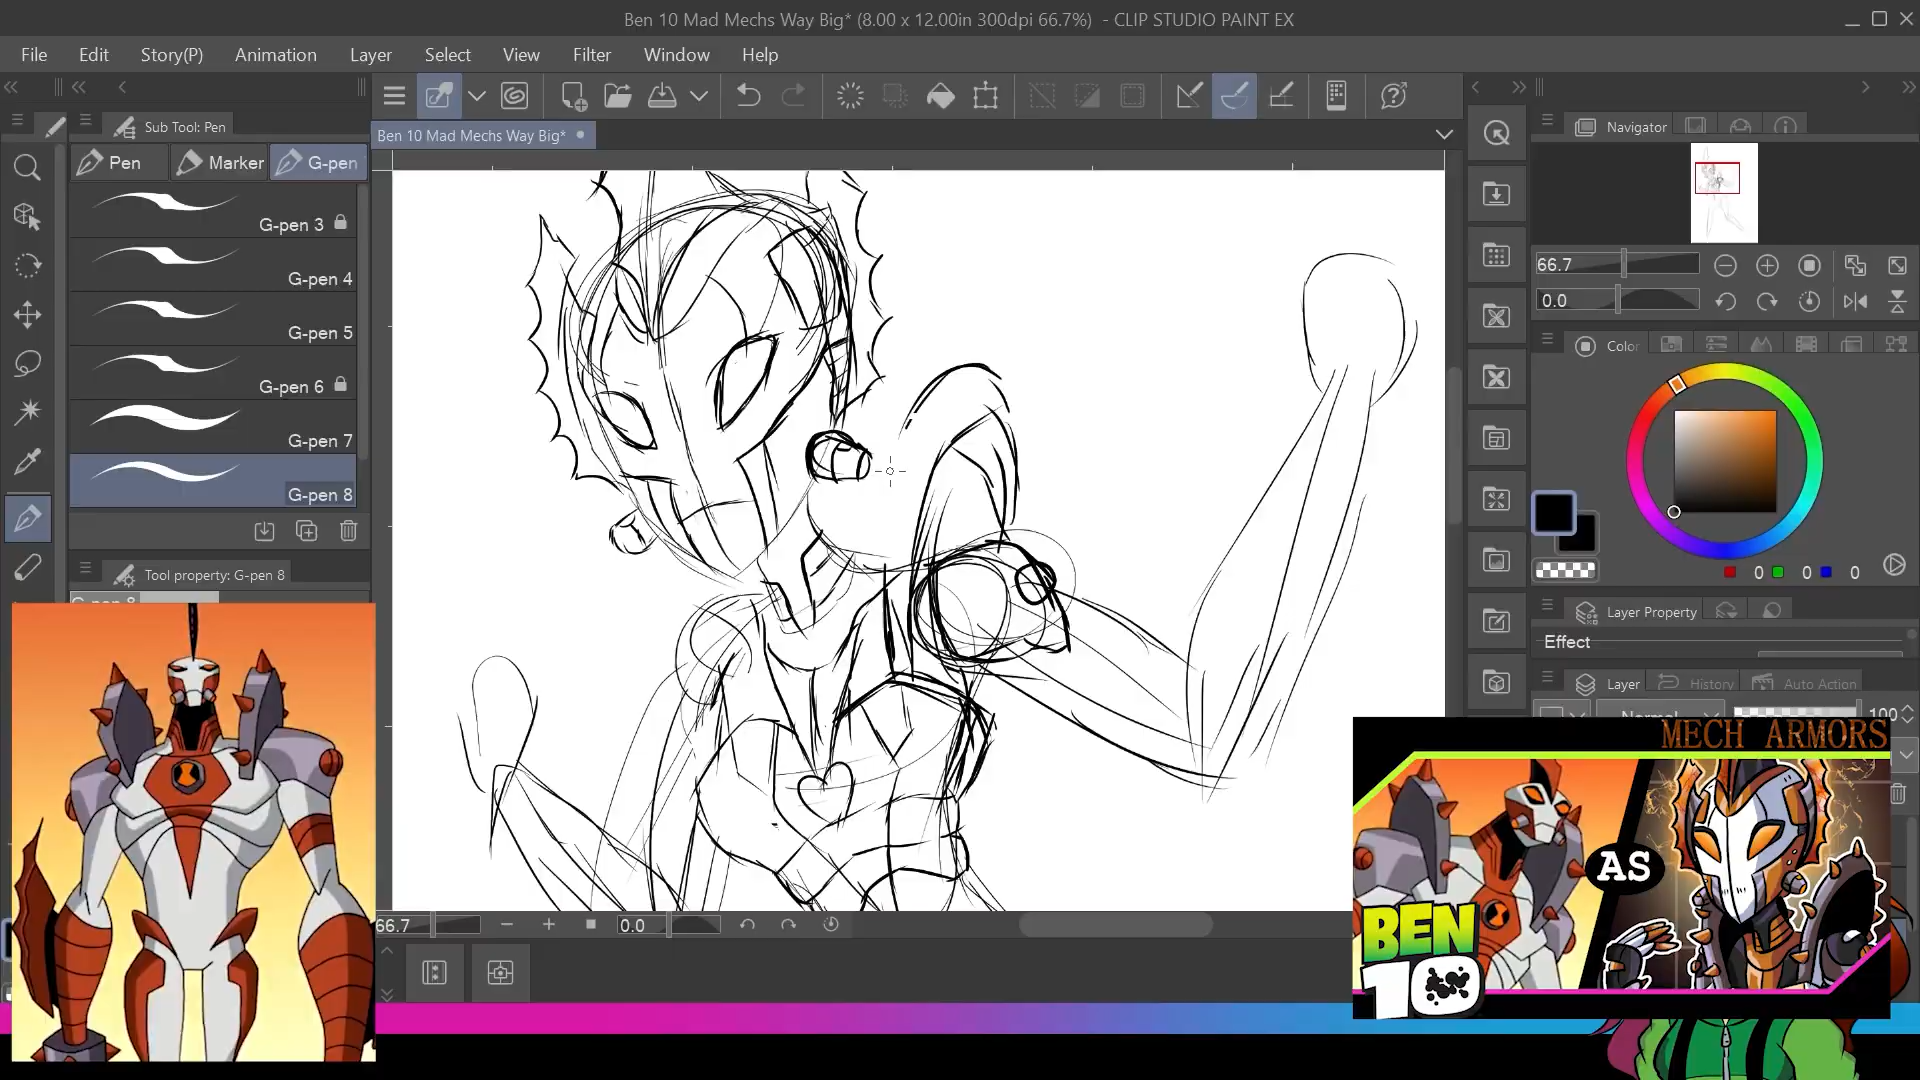 Ben 10 Mad Mechs Way Big* (8.00 x 12.00in 300dpi 66.7%) - CLIP STUDIO PAINT EX
File Edit Story(P) Animation Layer Select View Filter Window Help
Sub Tool: Pen
Ben 10 Mad Mechs Way Big*
Navigator
Pen Marker G-pen
G-pen 3
G-pen 4
G-pen 5
G-pen 6
G-pen 7
G-pen 8
66.7
0.0
Color
0 0 0
Tool property: G-pen 8
G-pen 8
Layer Property
Effect
Layer History Auto Action
Normal 100
66.7 0.0
MECH ARMORS
AS
BEN
10